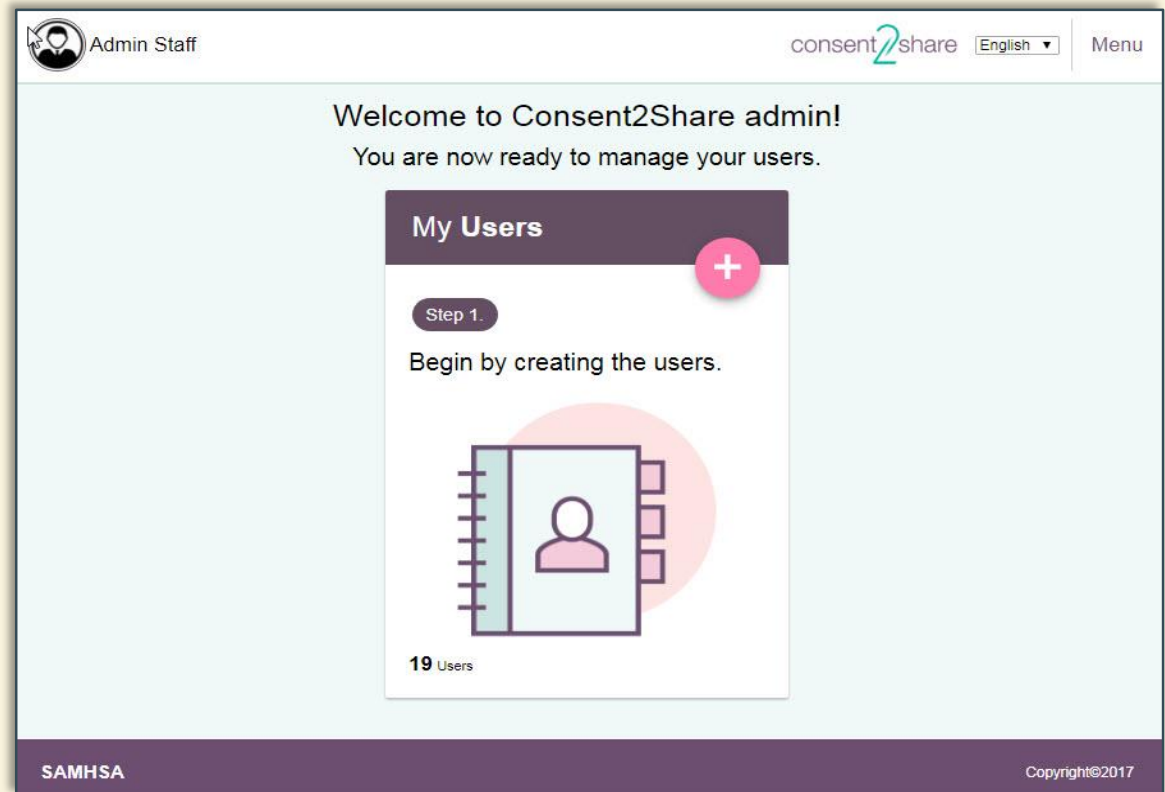 Admin Staff
consent2share English Menu
Welcome to Consent2Share admin!
You are now ready to manage your users.
My Users
+
Step 1.
Begin by creating the users.
19 Users
SAMHSA Copyright©2017